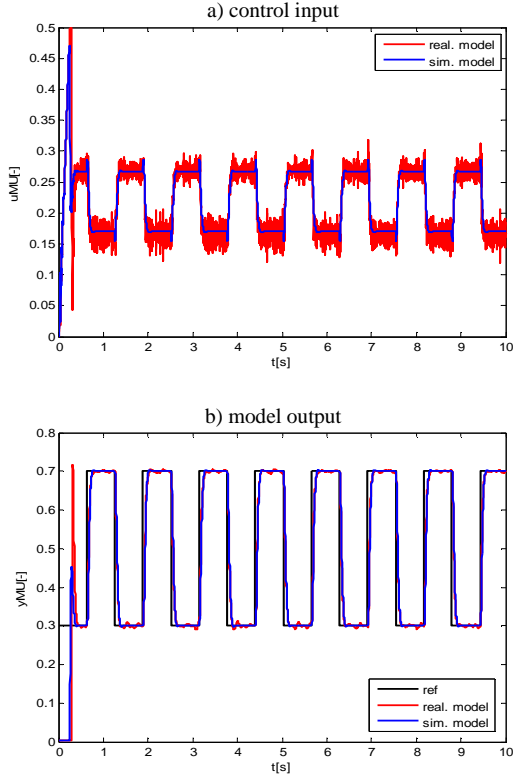 a) control input
0.5
0.45
0.4
0.35
0.3
0.25
0.2
0.15
0.1
0.05
0
uMU[-]
real. model
sim. model
0 1 2 3 4 5 6 7 8 9 10
t[s]
b) model output
0.8
0.7
0.6
0.5
0.4
0.3
0.2
0.1
0
yMU[-]
ref
real. model
sim. model
0 1 2 3 4 5 6 7 8 9 10
t[s]